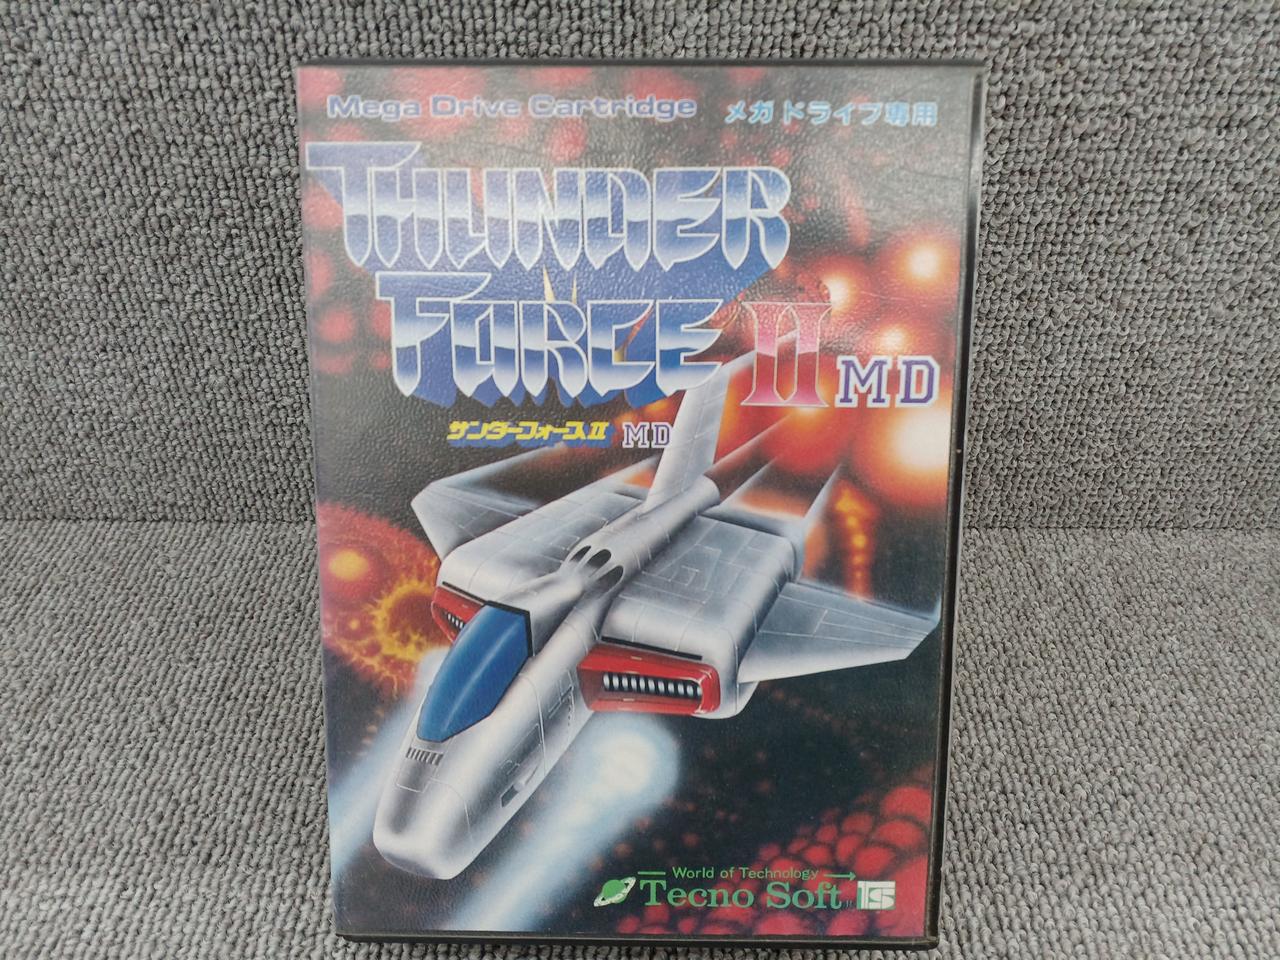 Mega Drive Cartridge メガドライブ専用
THUNDER
FORCE II MD
サンダーフォースII MD
World of Technology
Tecno Soft TS